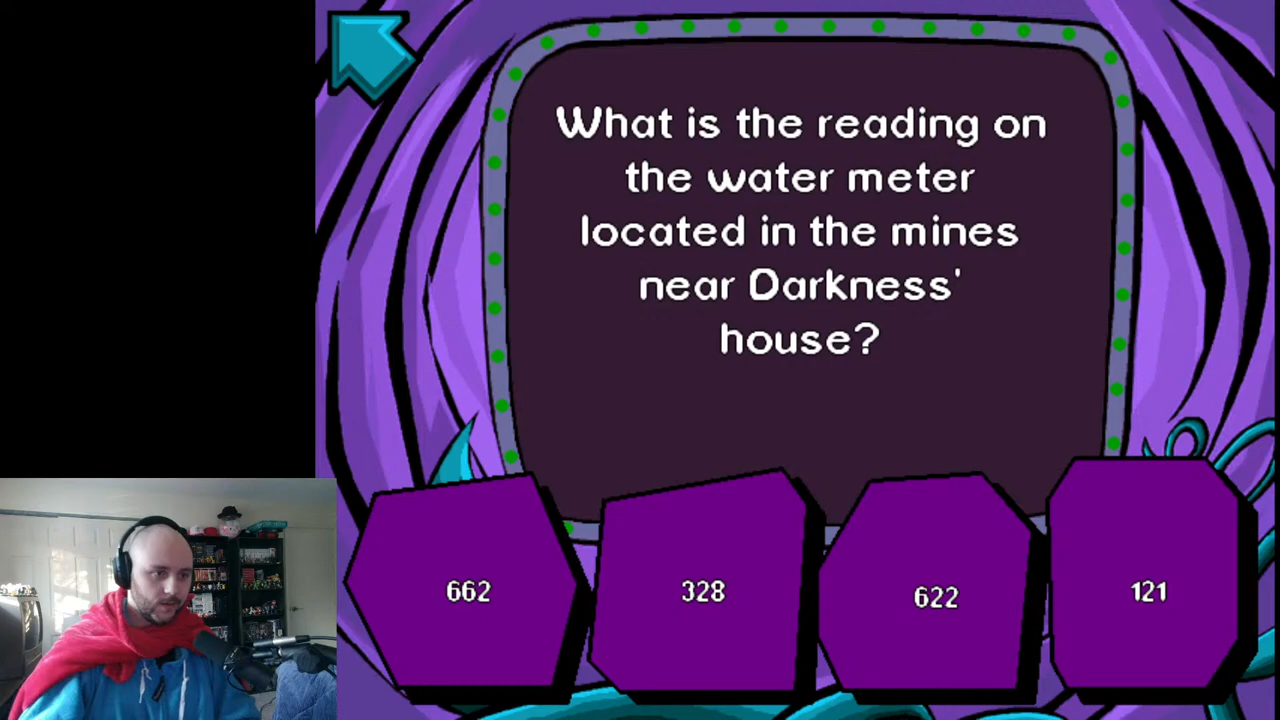 What is the reading on
the water meter
located in the mines
near Darkness'
house?
662
328
622
121